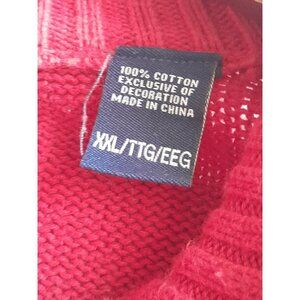 100% COTTON
EXCLUSIVE OF
DECORATION
MADE IN CHINA
XXL/TTG/EEG